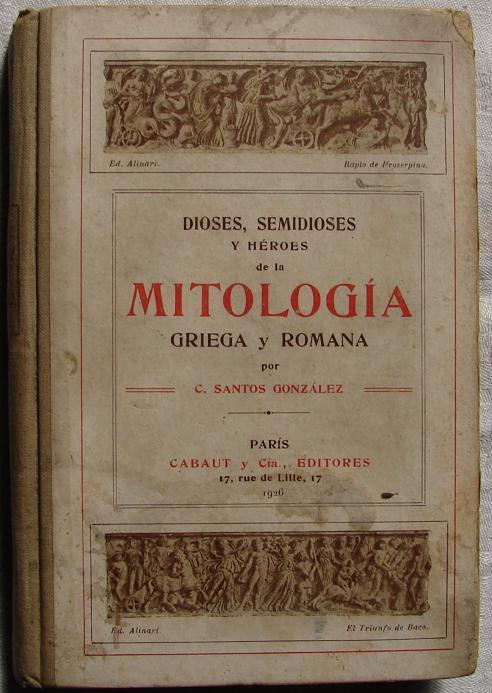 Ed. Alinari. Rapto de Proserpina.
DIOSES, SEMIDIOSES
Y HÉROES
de la
MITOLOGÍA
GRIEGA y ROMANA
por
C. SANTOS GONZÁLEZ
PARÍS
CABAUT y Cía., EDITORES
17, rue de Lille, 17
1926
Ed. Alinari. El Triunfo de Baco.